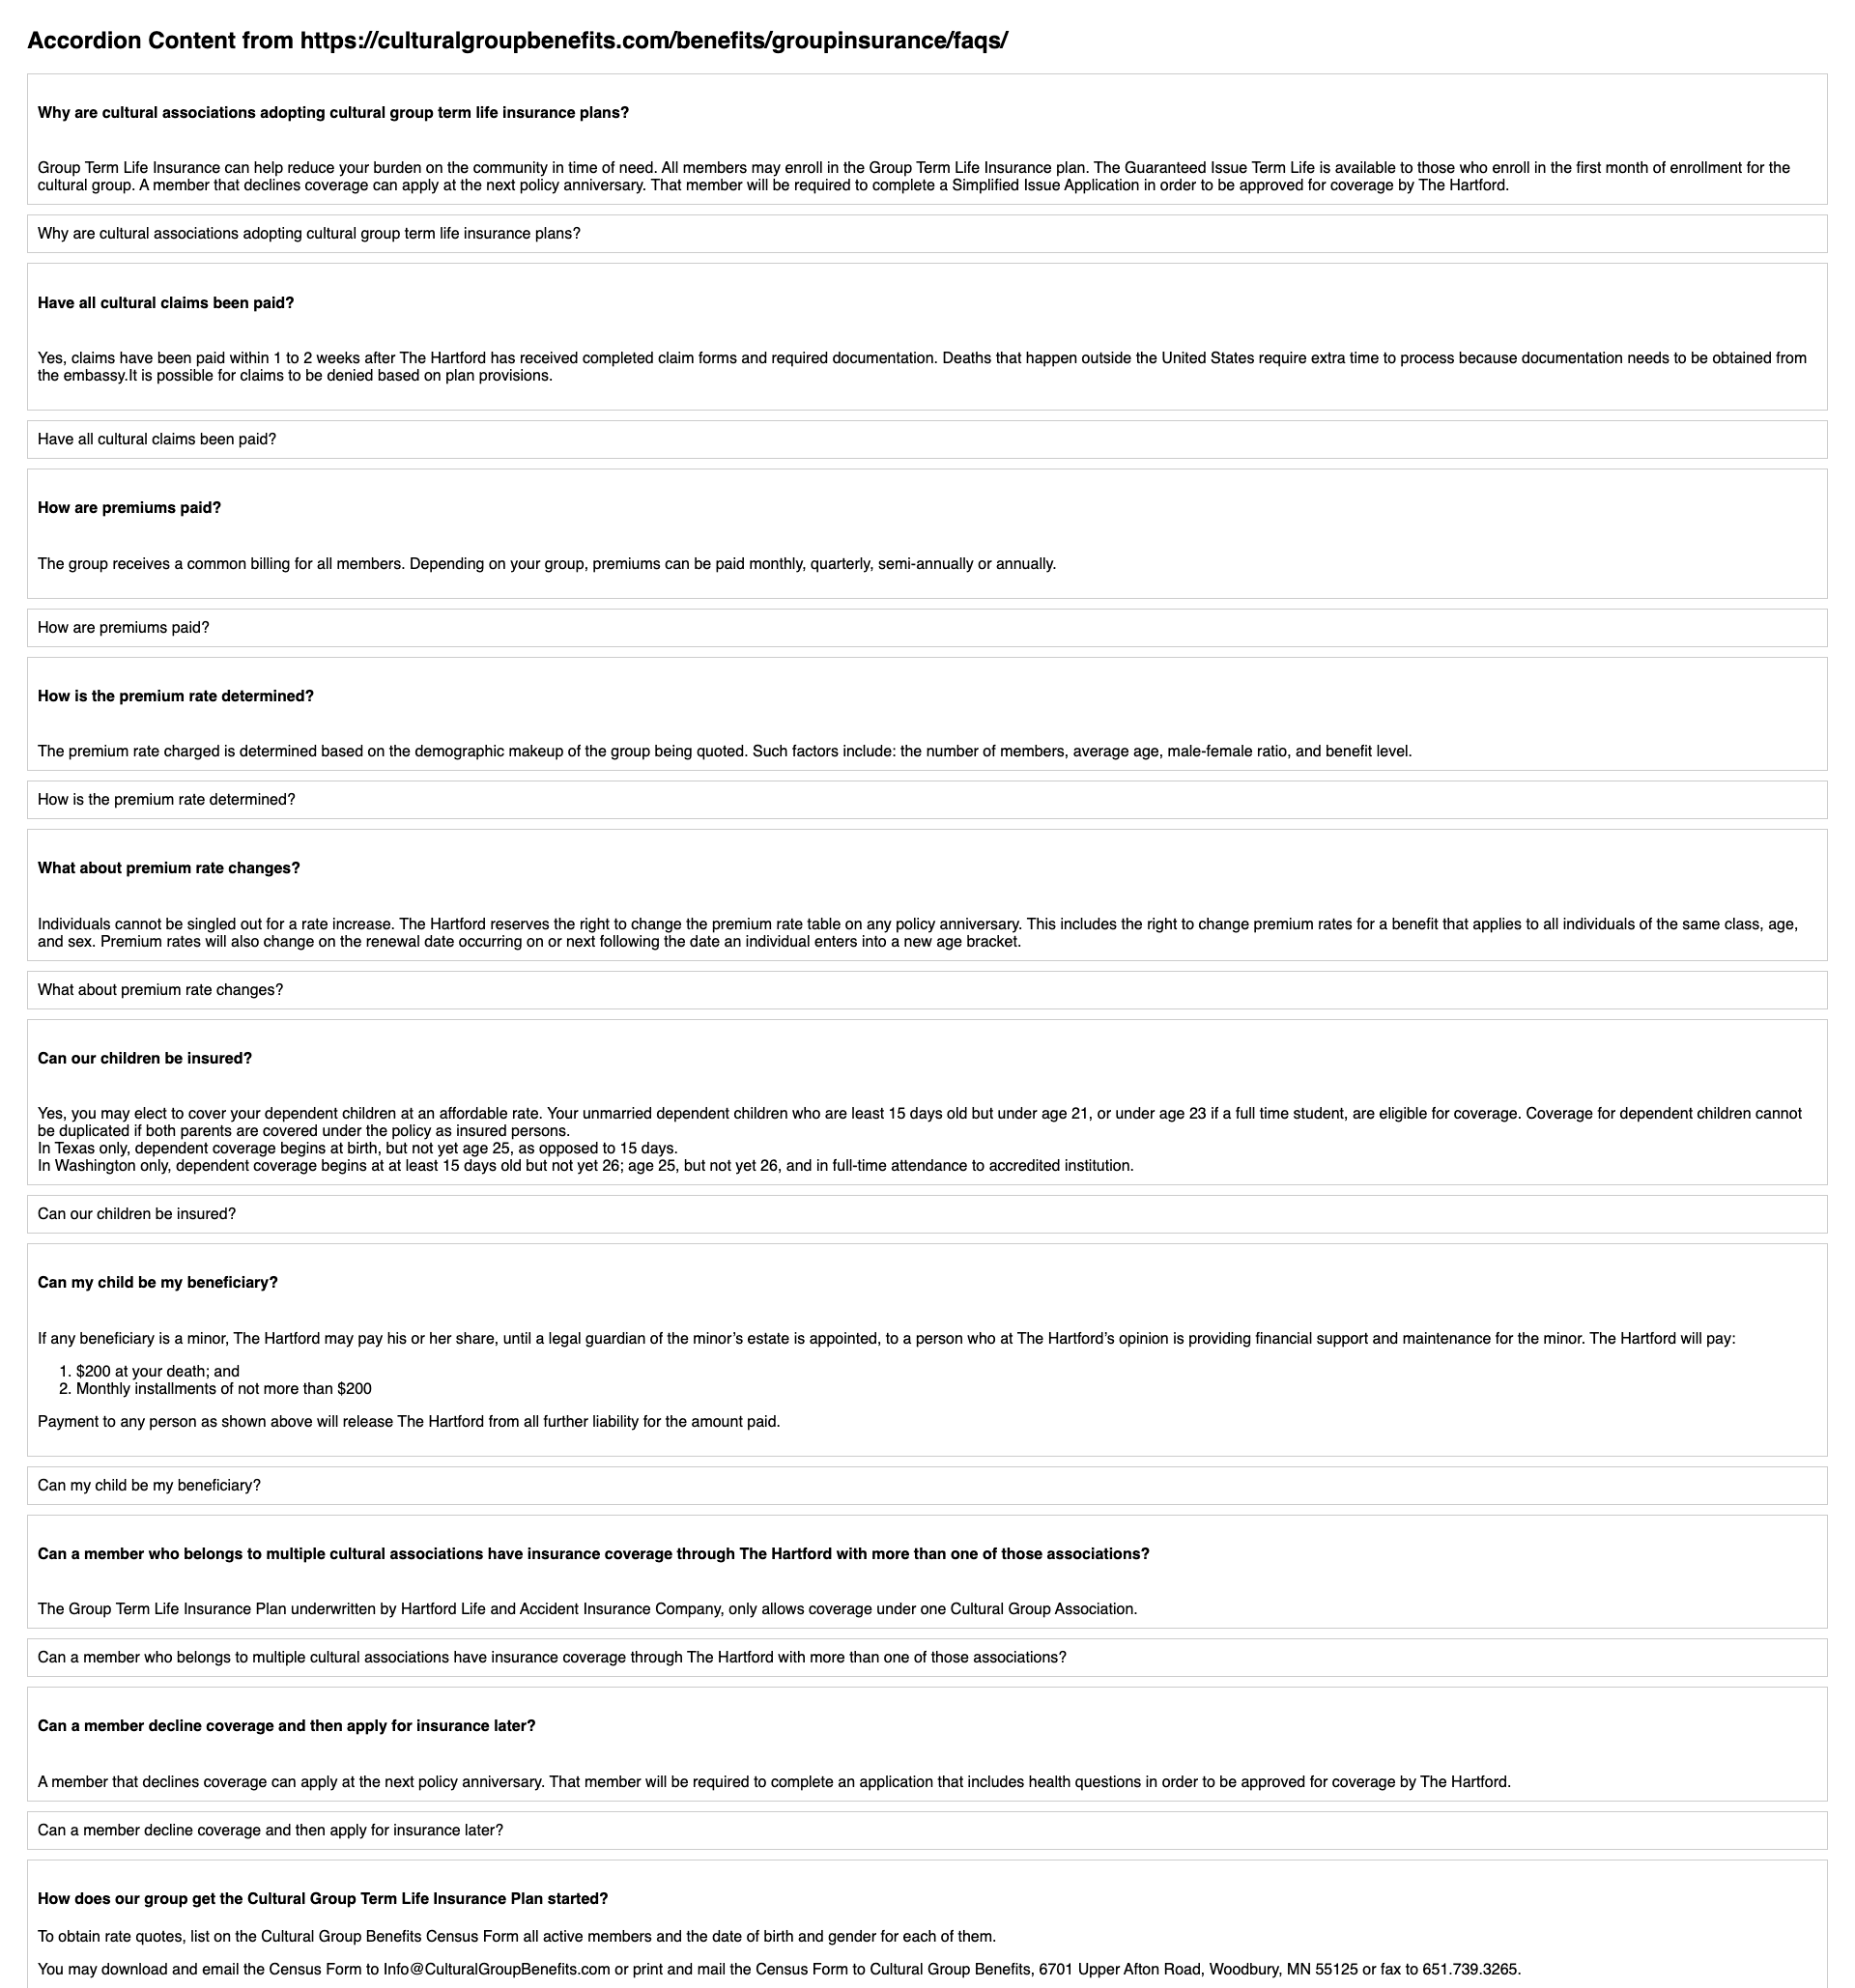 Accordion Content from https://culturalgroupbenefits.com/benefits/groupinsurance/faqs/
Why are cultural associations adopting cultural group term life insurance plans?
Group Term Life Insurance can help reduce your burden on the community in time of need. All members may enroll in the Group Term Life Insurance plan. The Guaranteed Issue Term Life is available to those who enroll in the first month of enrollment for the
cultural group. A member that declines coverage can apply at the next policy anniversary. That member will be required to complete a Simplified Issue Application in order to be approved for coverage by The Hartford.
Why are cultural associations adopting cultural group term life insurance plans?
Have all cultural claims been paid?
Yes, claims have been paid within 1 to 2 weeks after The Hartford has received completed claim forms and required documentation. Deaths that happen outside the United States require extra time to process because documentation needs to be obtained from
the embassy.It is possible for claims to be denied based on plan provisions.
Have all cultural claims been paid?
How are premiums paid?
The group receives a common billing for all members. Depending on your group, premiums can be paid monthly, quarterly, semi-annually or annually.
How are premiums paid?
How is the premium rate determined?
The premium rate charged is determined based on the demographic makeup of the group being quoted. Such factors include: the number of members, average age, male-female ratio, and benefit level.
How is the premium rate determined?
What about premium rate changes?
Individuals cannot be singled out for a rate increase. The Hartford reserves the right to change the premium rate table on any policy anniversary. This includes the right to change premium rates for a benefit that applies to all individuals of the same class, age,
and sex. Premium rates will also change on the renewal date occurring on or next following the date an individual enters into a new age bracket.
What about premium rate changes?
Can our children be insured?
Yes, you may elect to cover your dependent children at an affordable rate. Your unmarried dependent children who are least 15 days old but under age 21, or under age 23 if a full time student, are eligible for coverage. Coverage for dependent children cannot
be duplicated if both parents are covered under the policy as insured persons.
In Texas only, dependent coverage begins at birth, but not yet age 25, as opposed to 15 days.
In Washington only, dependent coverage begins at at least 15 days old but not yet 26; age 25, but not yet 26, and in full-time attendance to accredited institution.
Can our children be insured?
Can my child be my beneficiary?
If any beneficiary is a minor, The Hartford may pay his or her share, until a legal guardian of the minor’s estate is appointed, to a person who at The Hartford’s opinion is providing financial support and maintenance for the minor. The Hartford will pay:
1. $200 at your death; and
2. Monthly installments of not more than $200
Payment to any person as shown above will release The Hartford from all further liability for the amount paid.
Can my child be my beneficiary?
Can a member who belongs to multiple cultural associations have insurance coverage through The Hartford with more than one of those associations?
The Group Term Life Insurance Plan underwritten by Hartford Life and Accident Insurance Company, only allows coverage under one Cultural Group Association.
Can a member who belongs to multiple cultural associations have insurance coverage through The Hartford with more than one of those associations?
Can a member decline coverage and then apply for insurance later?
A member that declines coverage can apply at the next policy anniversary. That member will be required to complete an application that includes health questions in order to be approved for coverage by The Hartford.
Can a member decline coverage and then apply for insurance later?
How does our group get the Cultural Group Term Life Insurance Plan started?
To obtain rate quotes, list on the Cultural Group Benefits Census Form all active members and the date of birth and gender for each of them.
You may download and email the Census Form to Info@CulturalGroupBenefits.com or print and mail the Census Form to Cultural Group Benefits, 6701 Upper Afton Road, Woodbury, MN 55125 or fax to 651.739.3265.